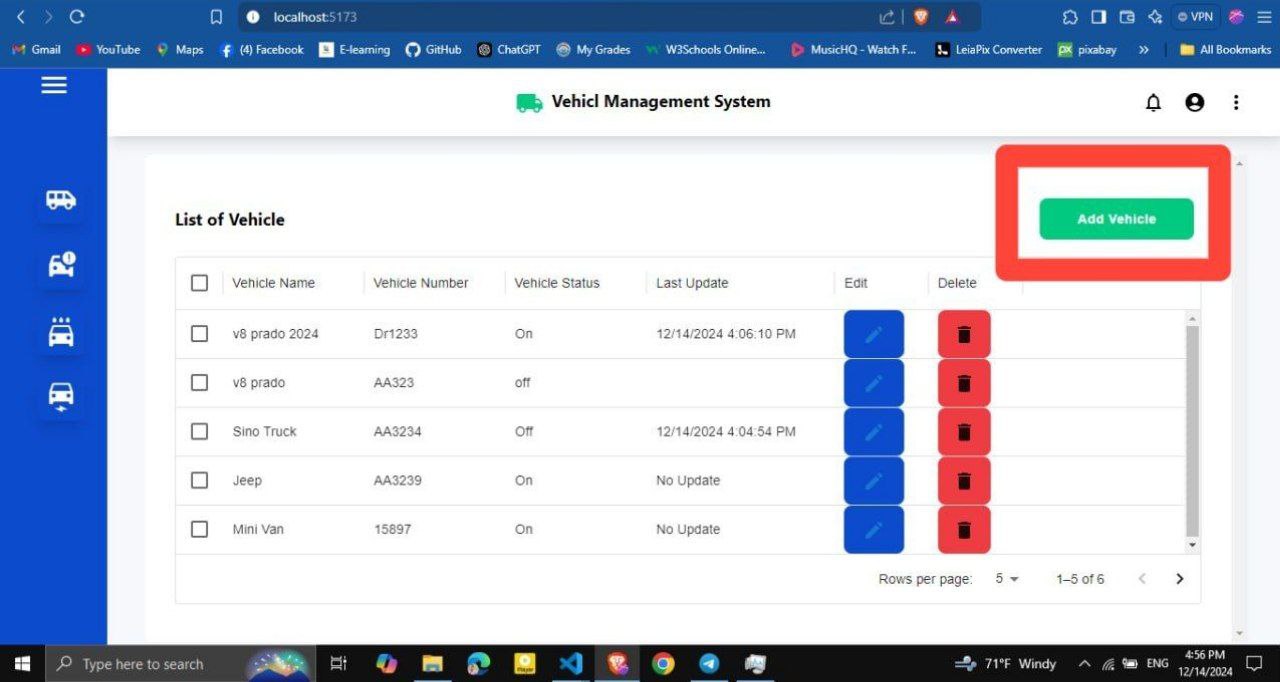 localhost:5173
VPN
Gmail YouTube Maps (4) Facebook E-learning GitHub ChatGPT My Grades W3Schools Online... MusicHQ - Watch F... LeiaPix Converter px pixabay » All Bookmarks
Vehicl Management System
Add Vehicle
List of Vehicle
Vehicle Name Vehicle Number Vehicle Status Last Update Edit Delete
v8 prado 2024 Dr1233 On 12/14/2024 4:06:10 PM
v8 prado AA323 off
Sino Truck AA3234 Off 12/14/2024 4:04:54 PM
Jeep AA3239 On No Update
Mini Van 15897 On No Update
Rows per page: 5 1–5 of 6
Type here to search
71°F Windy
ENG
4:56 PM
12/14/2024